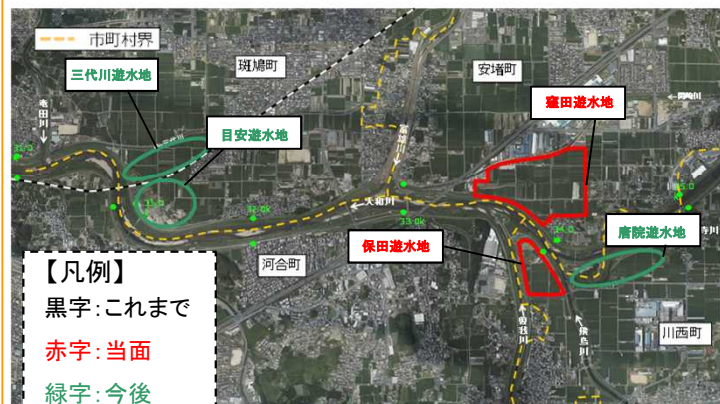 市町村界
斑鳩町
安堵町
三代川遊水地
目安遊水地
窪田遊水地
大和川
33.0k
保田遊水地
唐院遊水地
河合町
川西町
【凡例】
黒字:これまで
赤字:当面
緑字:今後